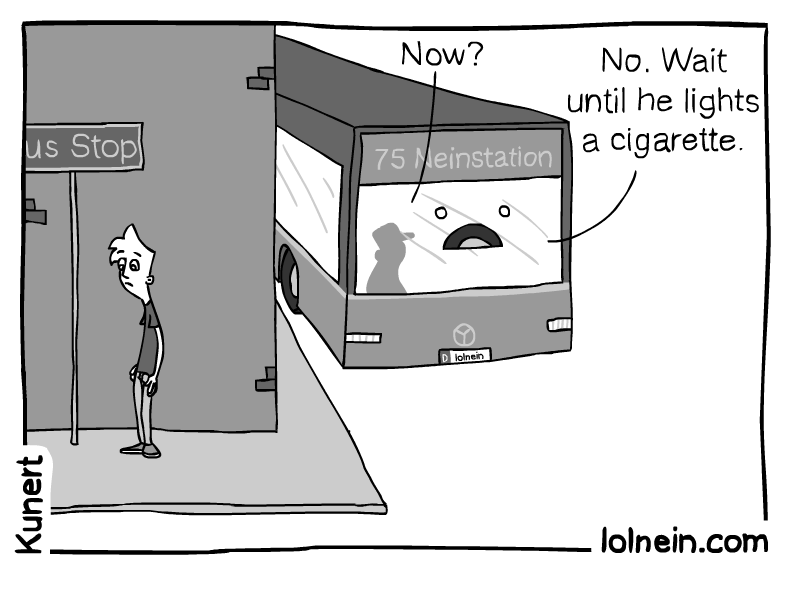 Now?
No. Wait
until he lights
a cigarette.
us Stop
75 Neinstation
D lolnein
Kunert
lolnein.com